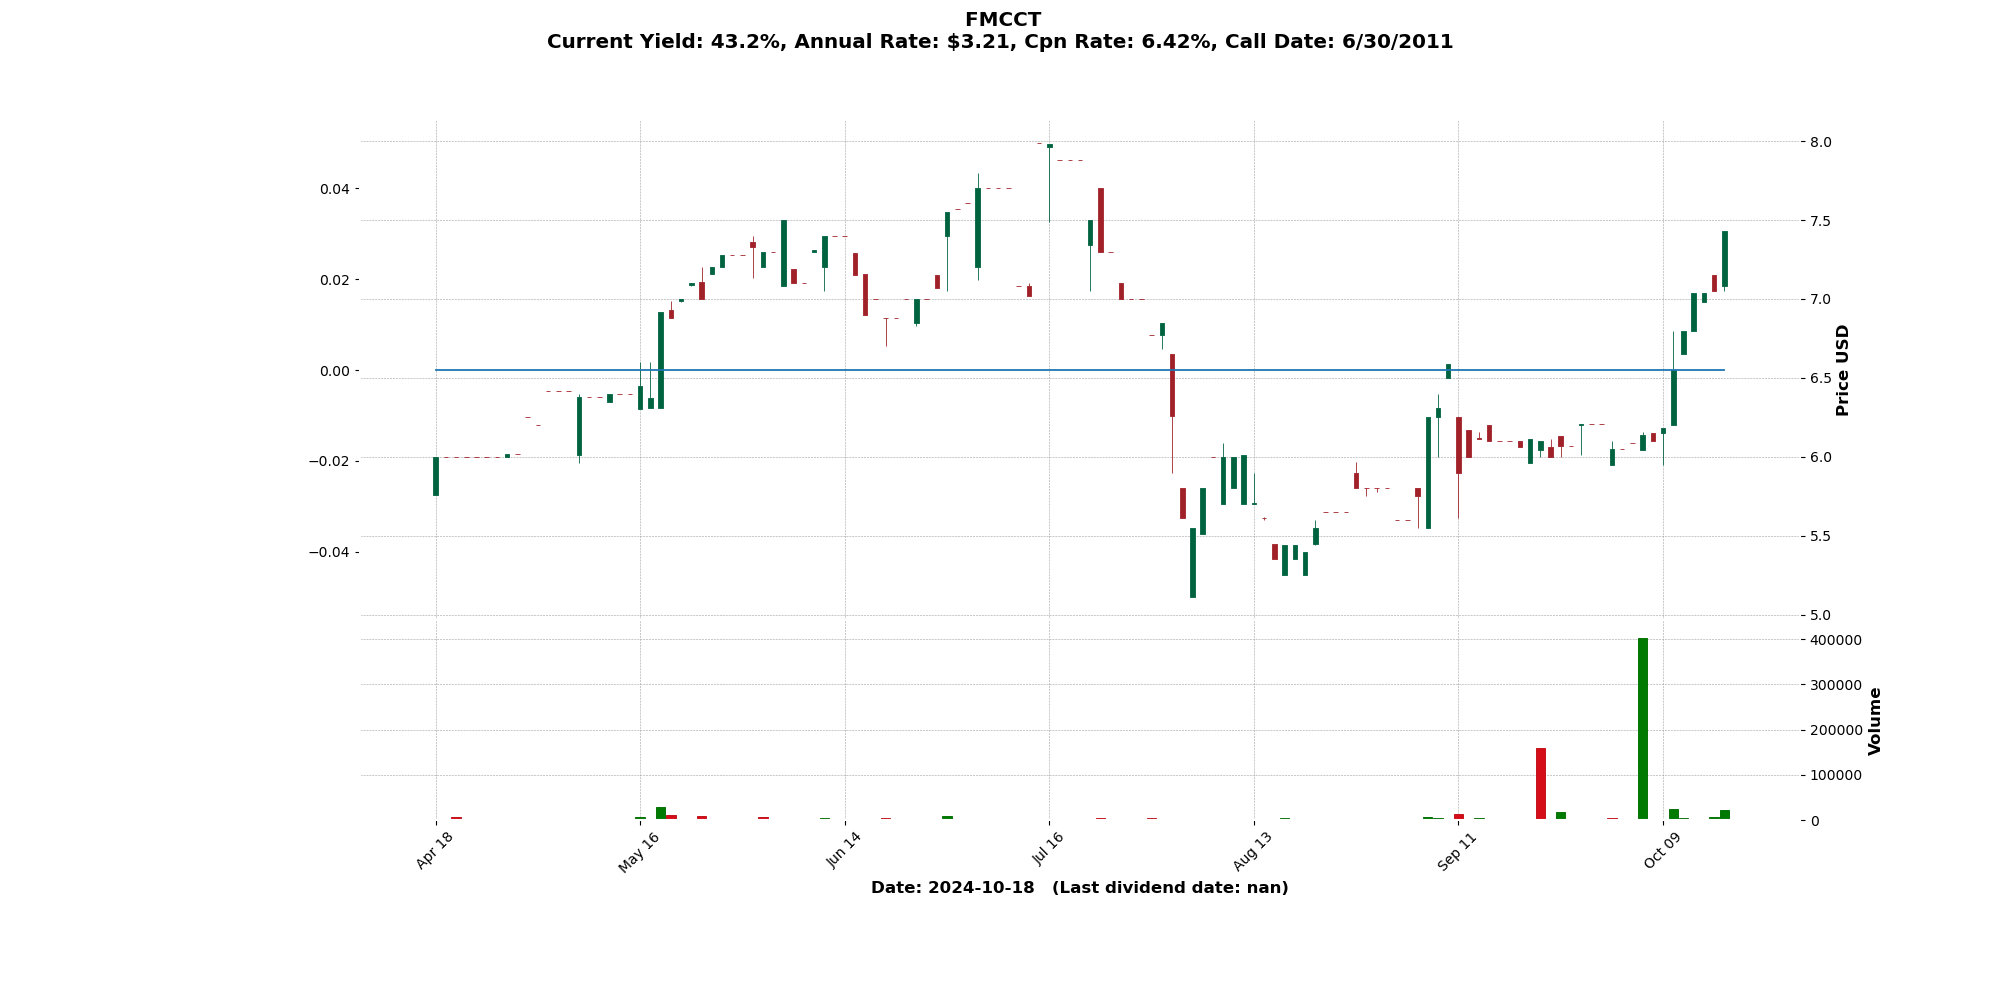 FMCCT
Current Yield: 43.2%, Annual Rate: $3.21, Cpn Rate: 6.42%, Call Date: 6/30/2011
0.04
0.02
0.00
−0.02
−0.04
8.0
7.5
7.0
6.5
6.0
5.5
5.0
Price USD
400000
300000
200000
100000
0
Volume
Apr 18
May 16
Jun 14
Jul 16
Aug 13
Sep 11
Oct 09
Date: 2024-10-18   (Last dividend date: nan)